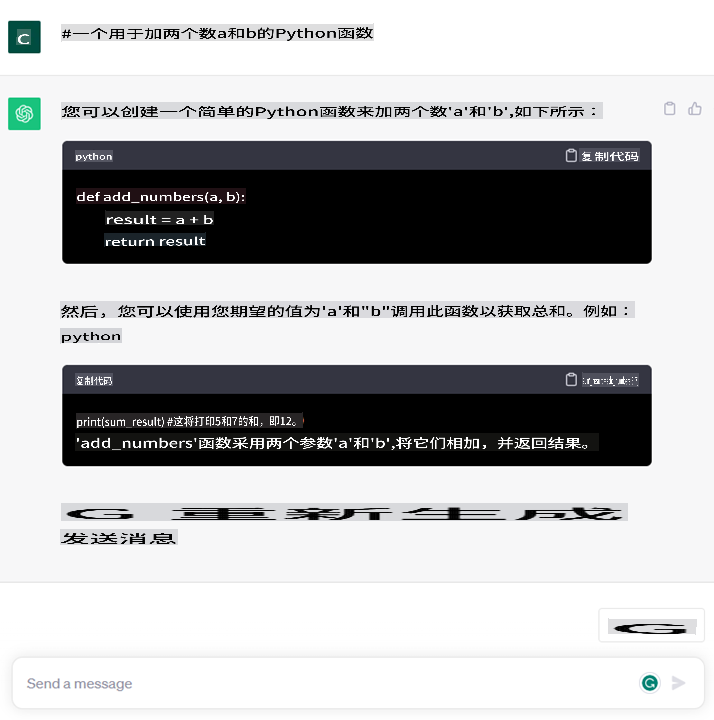 C
#一个用于加两个数a和b的Python函数
您可以创建一个简单的Python函数来加两个数'a'和'b',如下所示：
python
复制代码
def add_numbers(a, b):
result = a + b
return result
然后，您可以使用您期望的值为'a'和"b"调用此函数以获取总和。例如：
python
复制代码
print(sum_result) #这将打印5和7的和，即12。
'add_numbers'函数采用两个参数'a'和'b',将它们相加，并返回结果。
G 重新生成
发送消息
G
Send a message